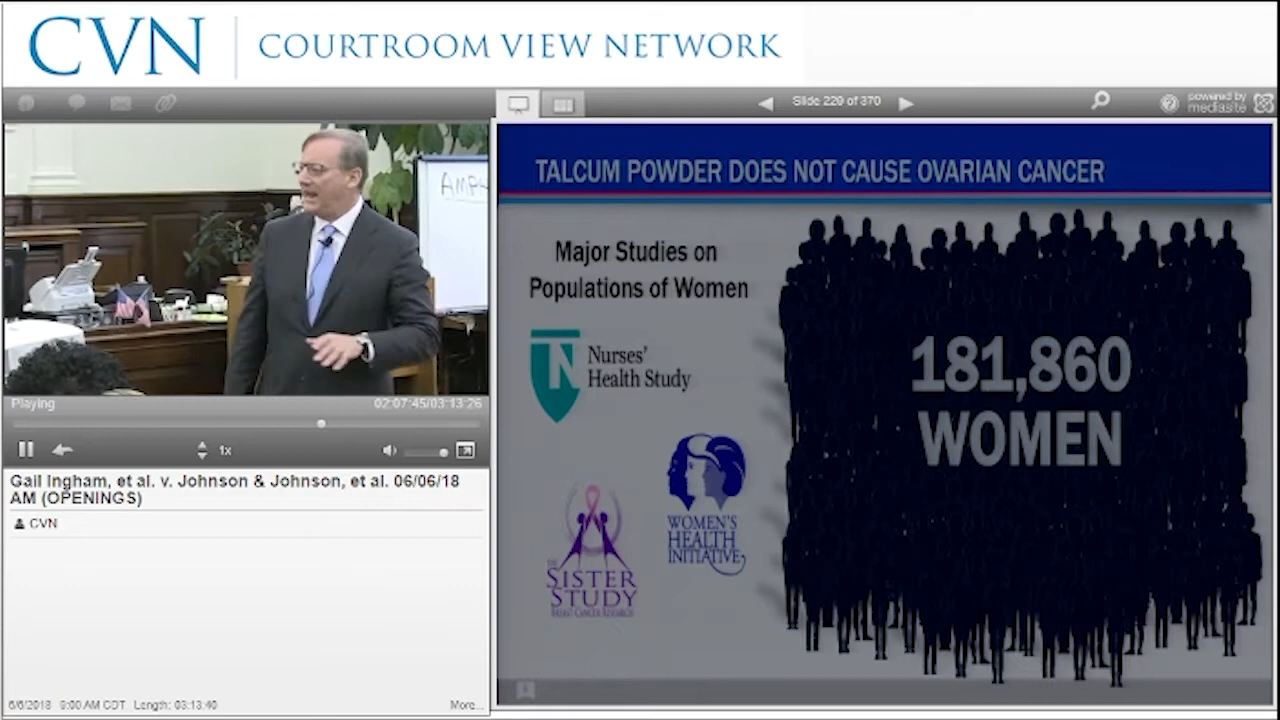 CVN
COURTROOM VIEW NETWORK
Slide 229 of 370
powered by
mediasite
Playing
02:07:45/03:13:26
1x
Gail Ingham, et al. v. Johnson & Johnson, et al. 06/06/18
AM (OPENINGS)
CVN
6/6/2018 9:00 AM CDT Length: 03:13:40
More...
TALCUM POWDER DOES NOT CAUSE OVARIAN CANCER
Major Studies on
Populations of Women
N
Nurses'
Health Study
WOMEN'S
HEALTH
INITIATIVE
THE
SISTER
STUDY
181,860
WOMEN